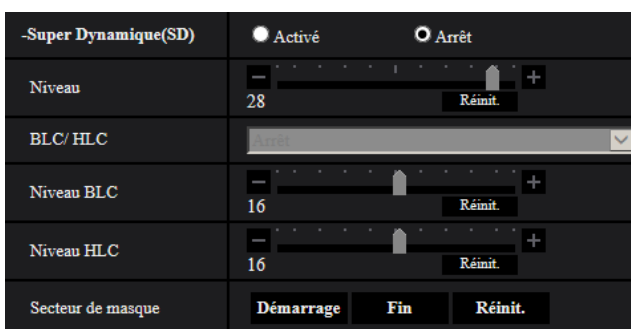 -Super Dynamique(SD) Activé Arrêt
Niveau
28 Réinit.
BLC/ HLC Arrêt
Niveau BLC
16 Réinit.
Niveau HLC
16 Réinit.
Secteur de masque Démarrage Fin Réinit.